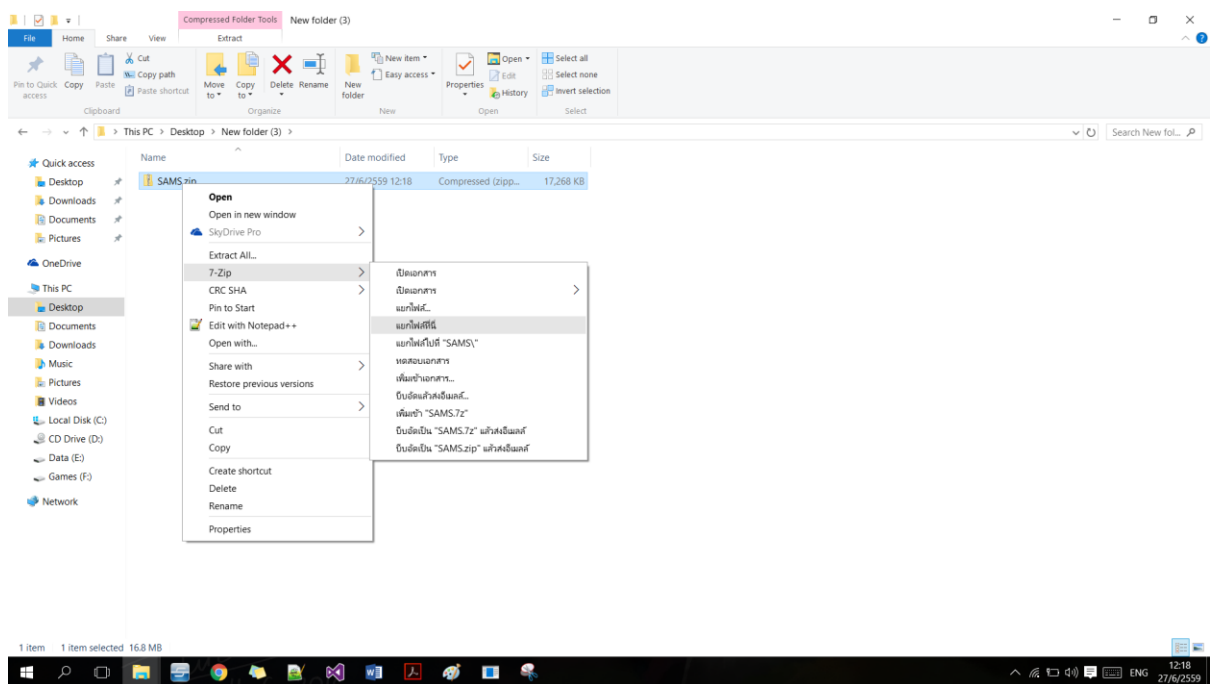 Compressed Folder Tools New folder (3)
File Home Share View Extract
Pin to Quick access
Copy
Paste
Cut
Copy path
Paste shortcut
Move to
Copy to
Delete
Rename
New folder
New item
Easy access
Properties
Open
Edit
History
Select all
Select none
Invert selection
Clipboard Organize New Open Select
This PC > Desktop > New folder (3) >
Search New fol...
Name Date modified Type Size
SAMS.zip 27/6/2559 12:18 Compressed (zipp... 17,268 KB
Quick access
Desktop
Downloads
Documents
Pictures
OneDrive
This PC
Desktop
Documents
Downloads
Music
Pictures
Videos
Local Disk (C:)
CD Drive (D:)
Data (E:)
Games (F:)
Network
Open
Open in new window
SkyDrive Pro
Extract All...
7-Zip
CRC SHA
Pin to Start
Edit with Notepad++
Open with...
Share with
Restore previous versions
Send to
Cut
Copy
Create shortcut
Delete
Rename
Properties
เปิดเอกสาร
เปิดเอกสาร
แยกไฟล์...
แยกไฟล์ที่นี่
แยกไฟล์ไปที่ "SAMS\"
ทดสอบเอกสาร
เพิ่มเข้าเอกสาร...
บีบอัดแล้วส่งอีเมลล์...
เพิ่มเข้า "SAMS.7z"
บีบอัดเป็น "SAMS.7z" แล้วส่งอีเมลล์
บีบอัดเป็น "SAMS.zip" แล้วส่งอีเมลล์
1 item 1 item selected 16.8 MB
ENG
12:18
27/6/2559